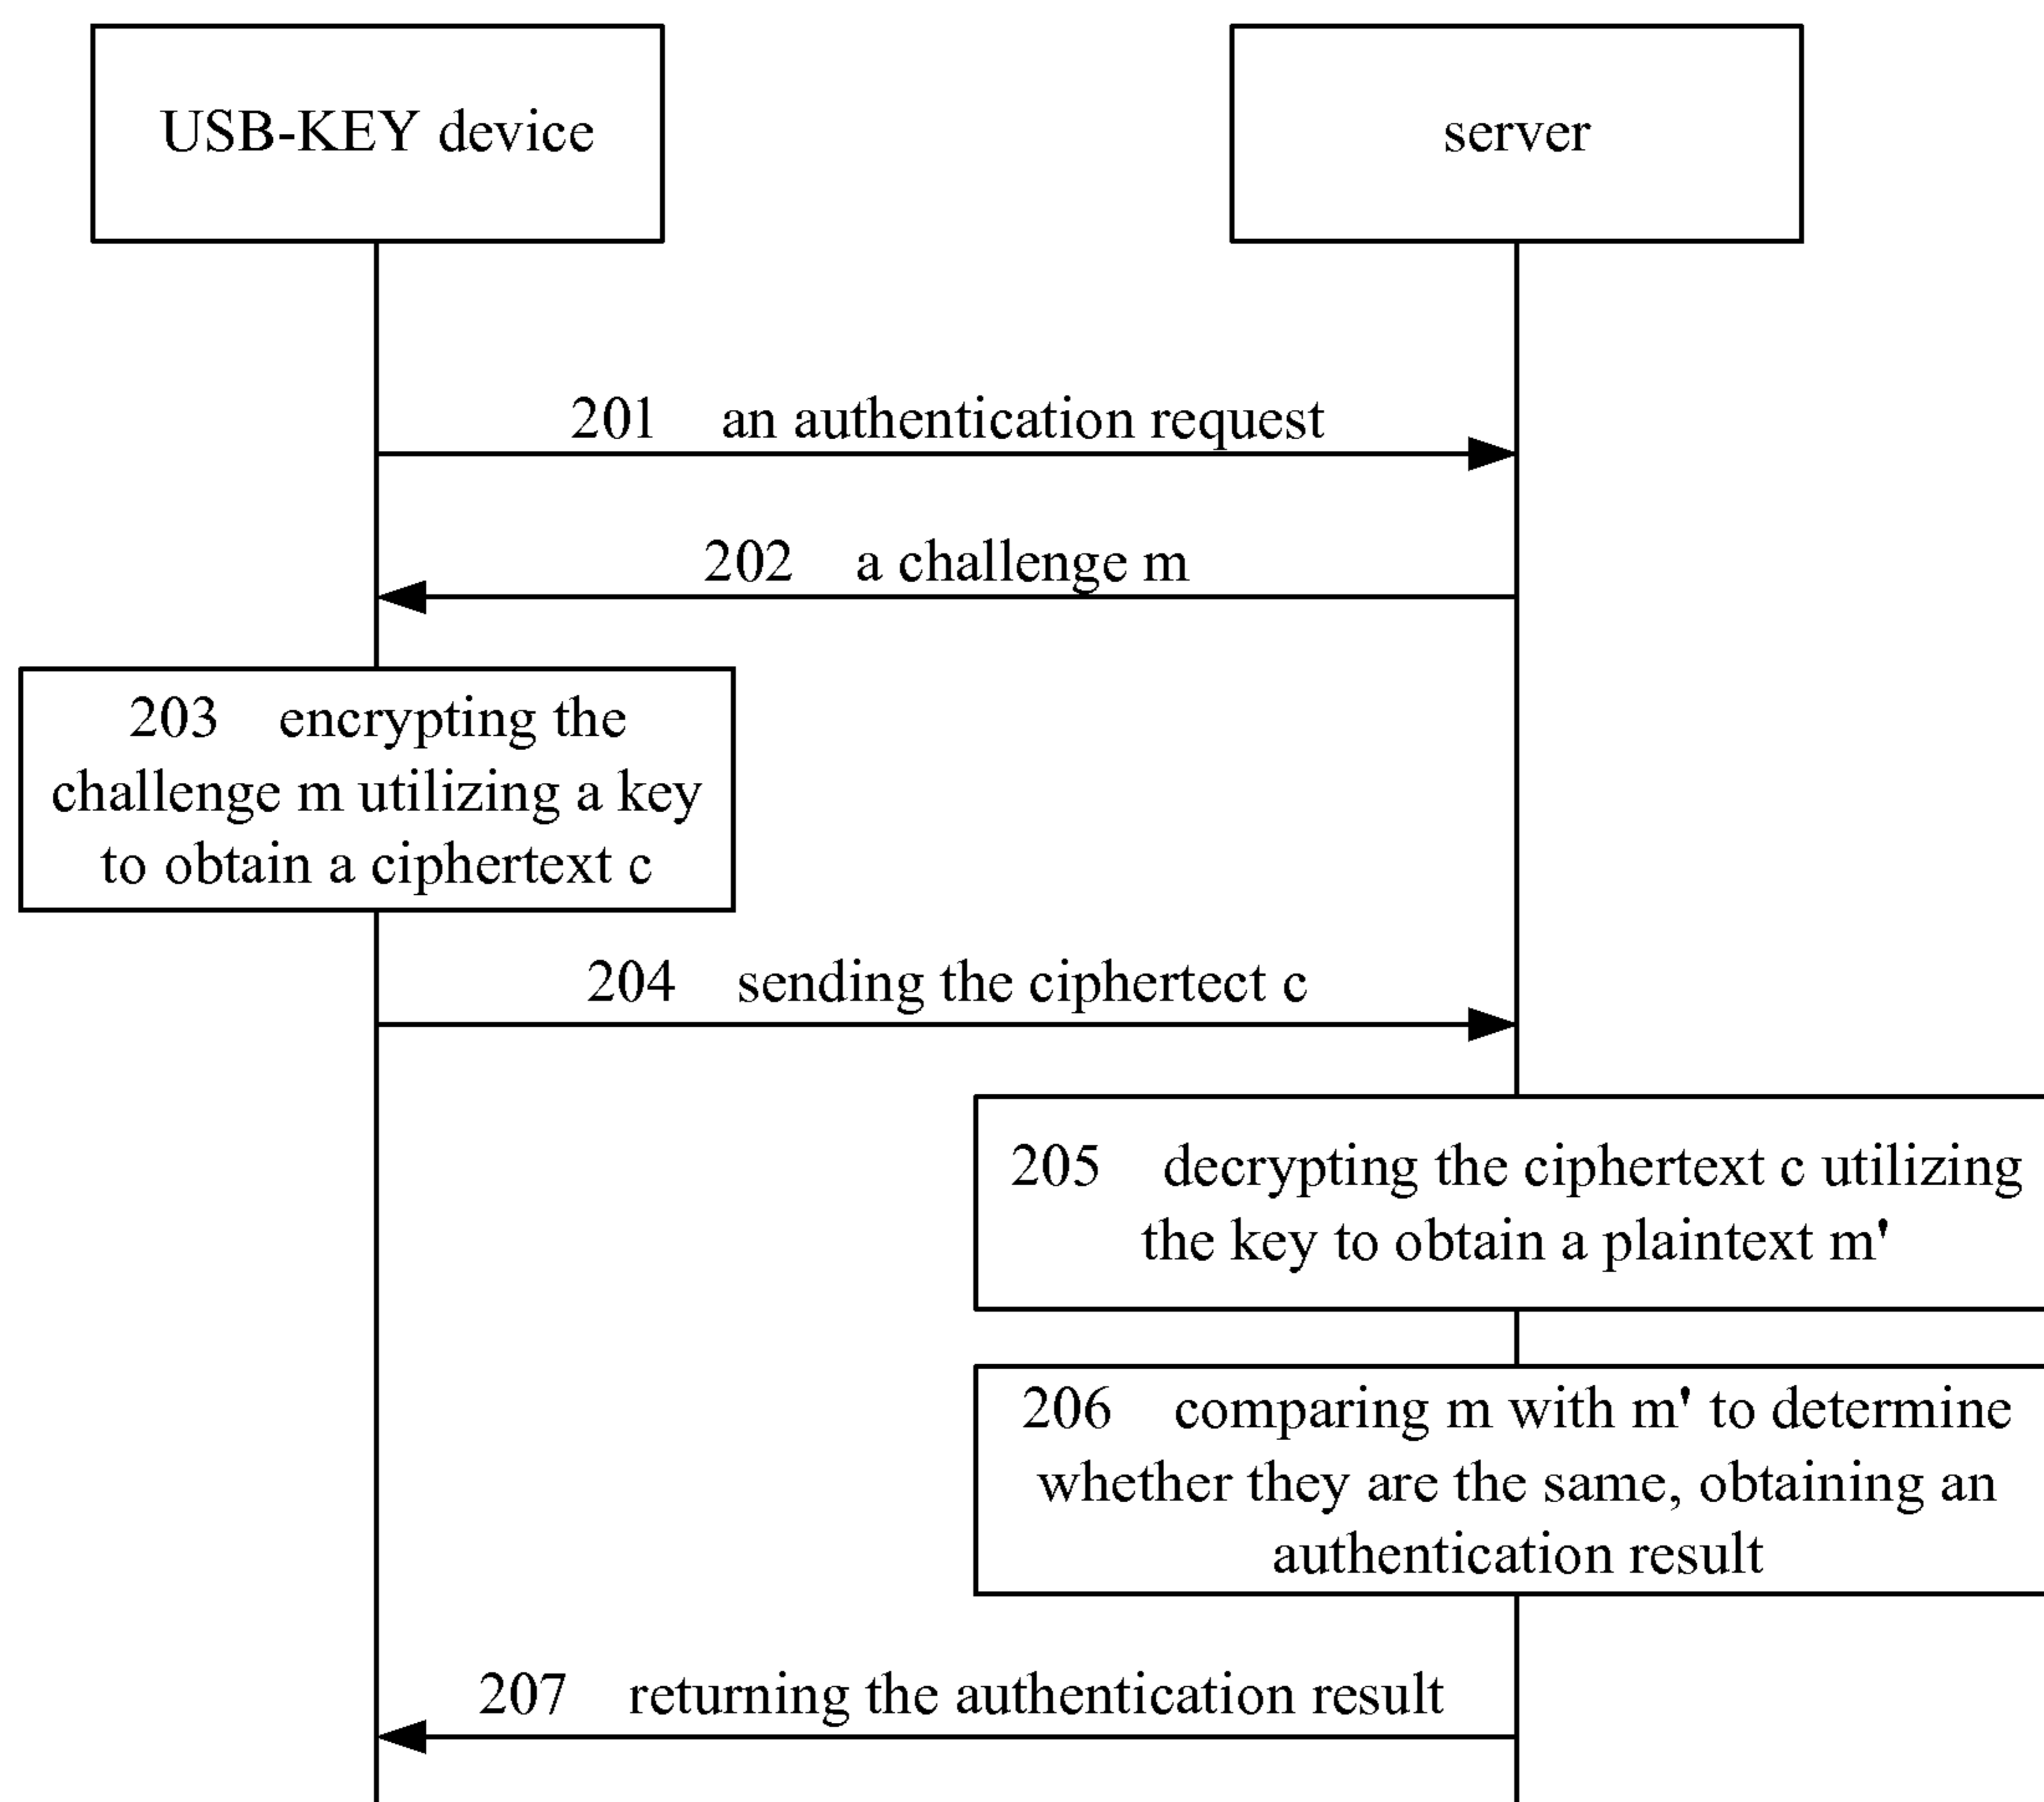 USB-KEY device
server
201 an authentication request
202 a challenge m
203 encrypting the
challenge m utilizing a key
to obtain a ciphertext c
204 sending the ciphertect c
205 decrypting the ciphertext c utilizing
the key to obtain a plaintext m'
206 comparing m with m' to determine
whether they are the same, obtaining an
authentication result
207 returning the authentication result